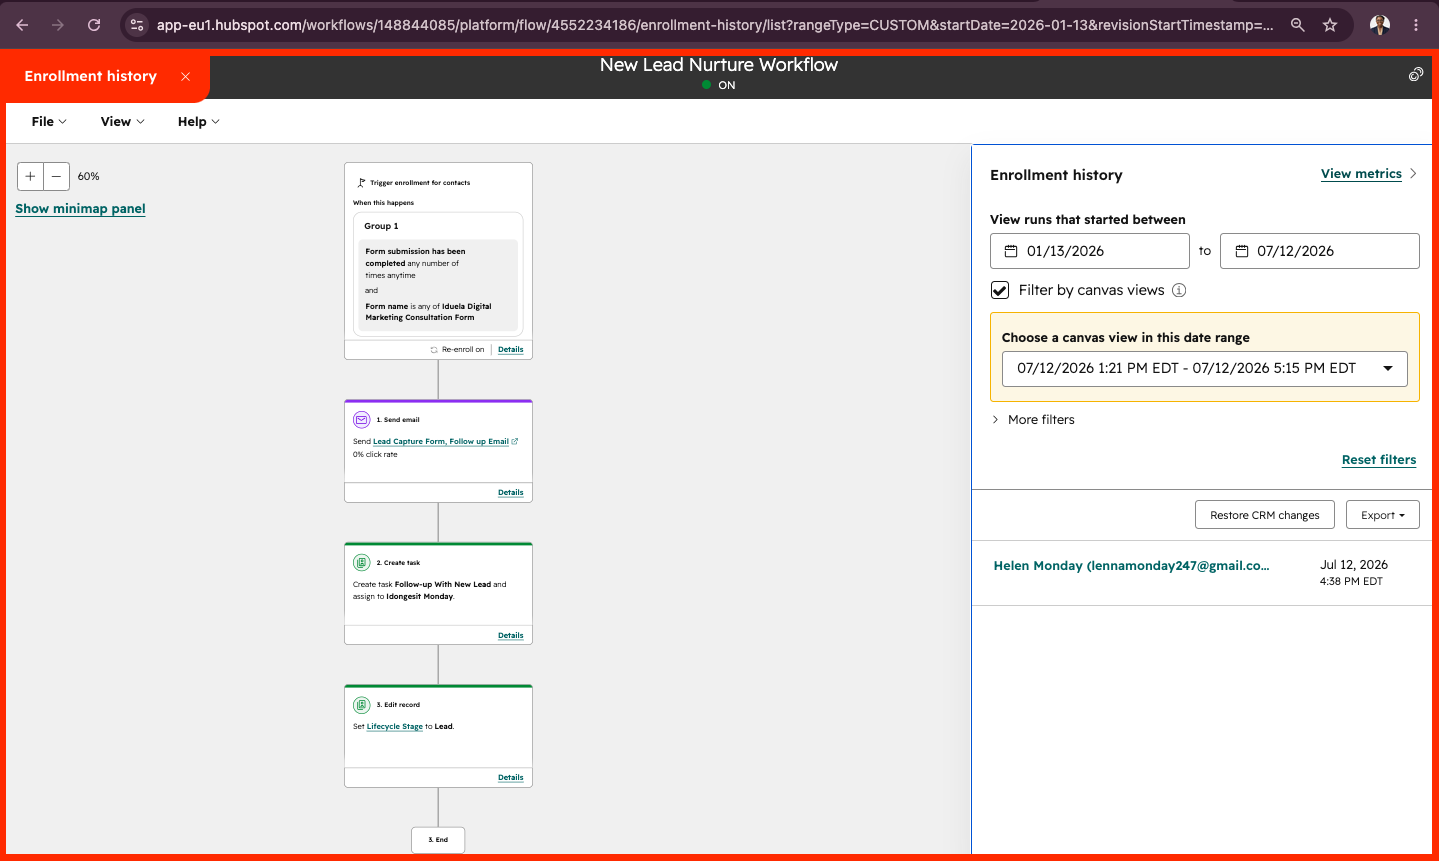 app-eu1.hubspot.com/workflows/148844085/platform/flow/4552234186/enrollment-history/list?rangeType=CUSTOM&startDate=2026-01-13&revisionStartTimestamp=...
Enrollment history
New Lead Nurture Workflow
ON
File
View
Help
60%
Show minimap panel
Trigger enrollment for contacts
When this happens
Group 1
Form submission has been
completed any number of
times anytime
and
Form name is any of Iduela Digital
Marketing Consultation Form
Re-enroll on
Details
1. Send email
Send Lead Capture Form, Follow up Email
0% click rate
Details
2. Create task
Create task Follow-up With New Lead and
assign to Idongesit Monday.
Details
3. Edit record
Set Lifecycle Stage to Lead.
Details
3. End
Enrollment history
View metrics
View runs that started between
01/13/2026 to 07/12/2026
Filter by canvas views
Choose a canvas view in this date range
07/12/2026 1:21 PM EDT - 07/12/2026 5:15 PM EDT
More filters
Reset filters
Restore CRM changes
Export
Helen Monday (lennamonday247@gmail.co...
Jul 12, 2026
4:38 PM EDT